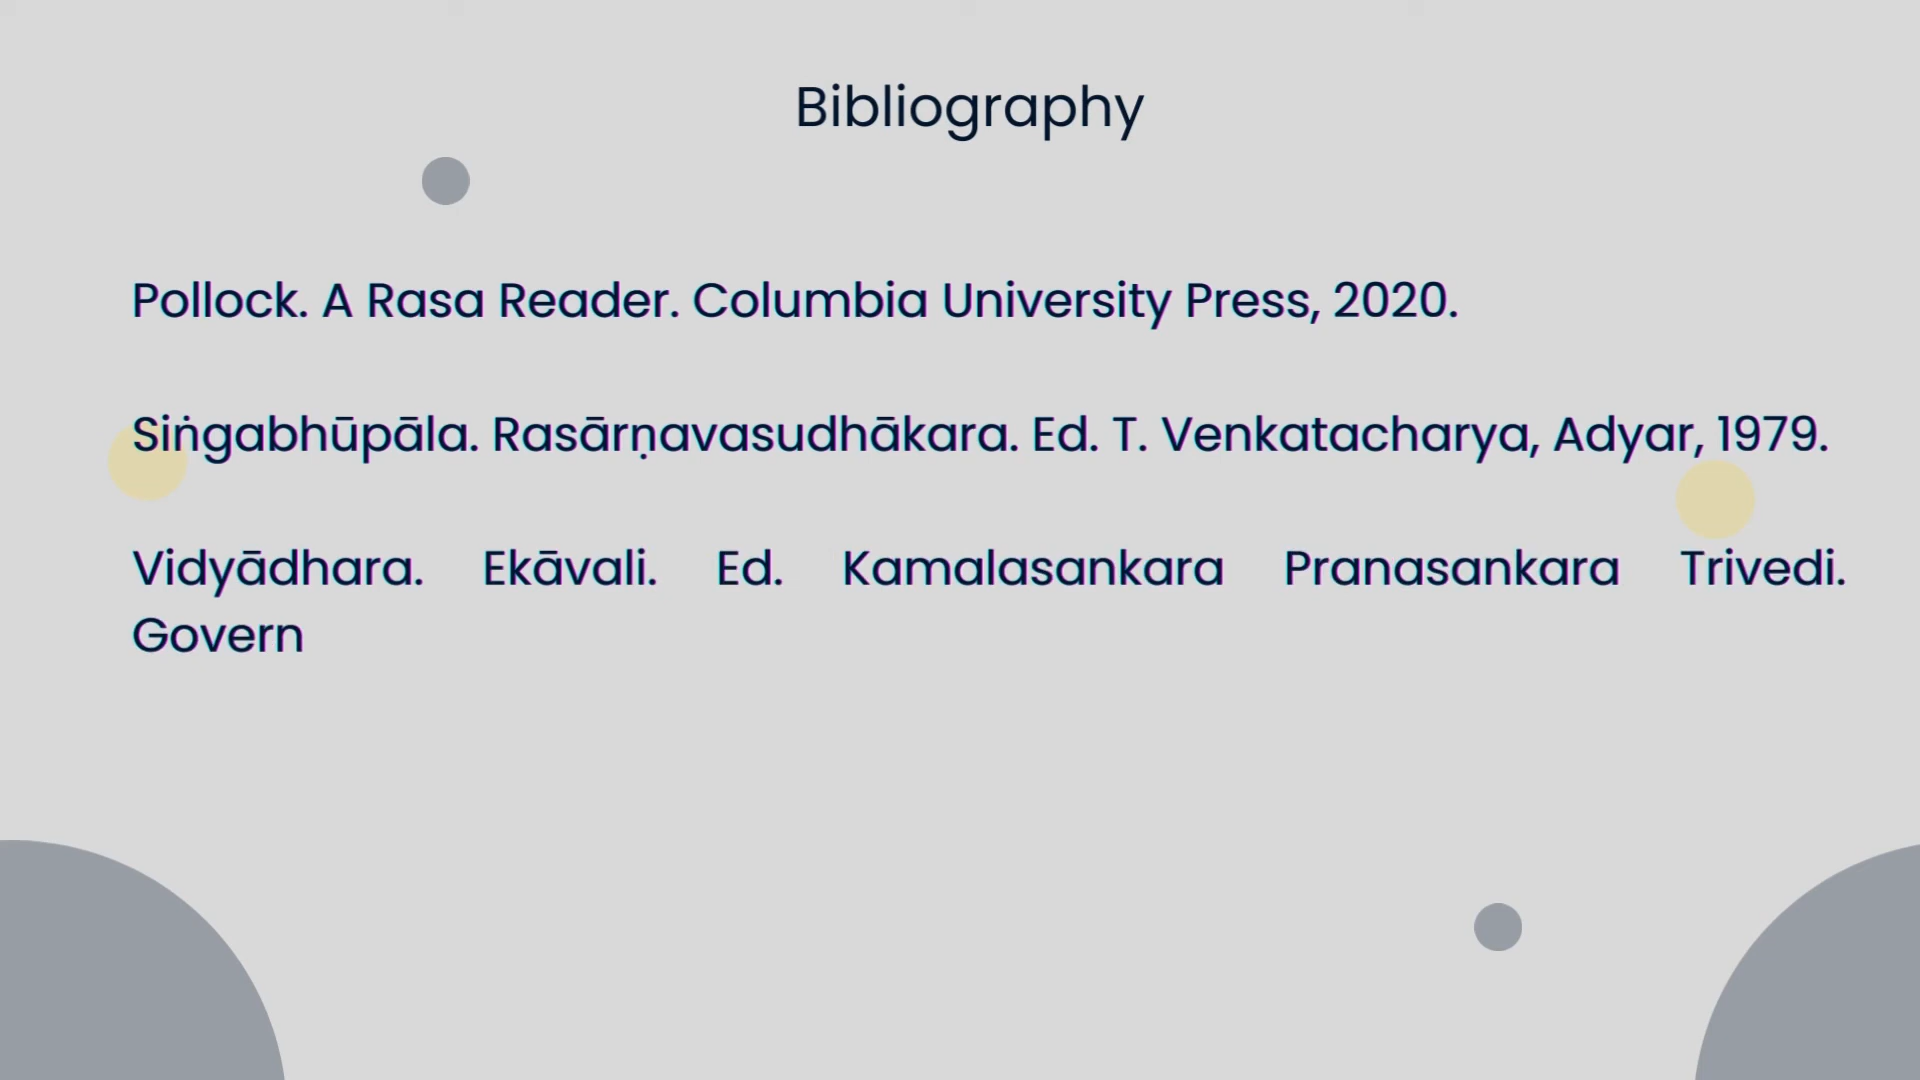 Bibliography
Pollock. A Rasa Reader. Columbia University Press, 2020.
Siṅgabhūpāla. Rasārṇavasudhākara. Ed. T. Venkatacharya, Adyar, 1979.
Vidyādhara. Ekāvali. Ed. Kamalasankara Pranasankara Trivedi.
Govern